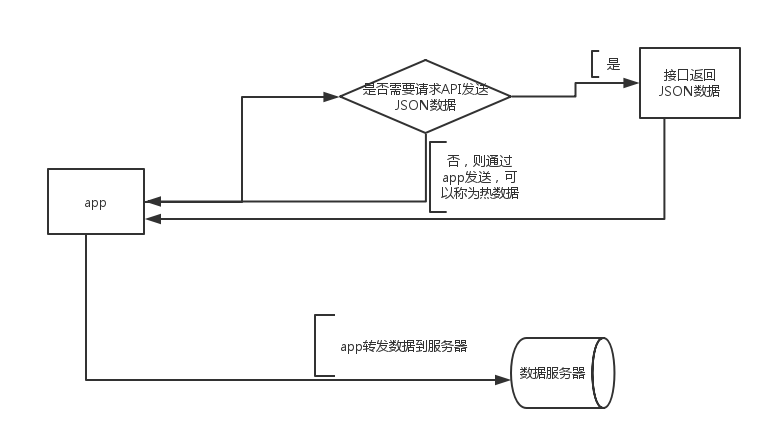 是
接口返回
JSON数据
是否需要请求API发送
JSON数据
否，则通过
app发送，可
以称为热数据
app
app转发数据到服务器
数据服务器